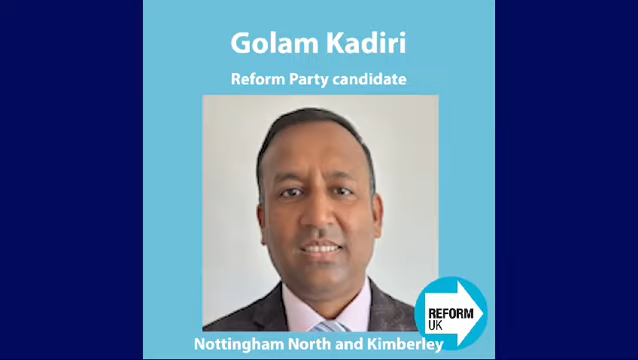 Golam Kadiri
Reform Party candidate
REFORM
UK
Nottingham North and Kimberley